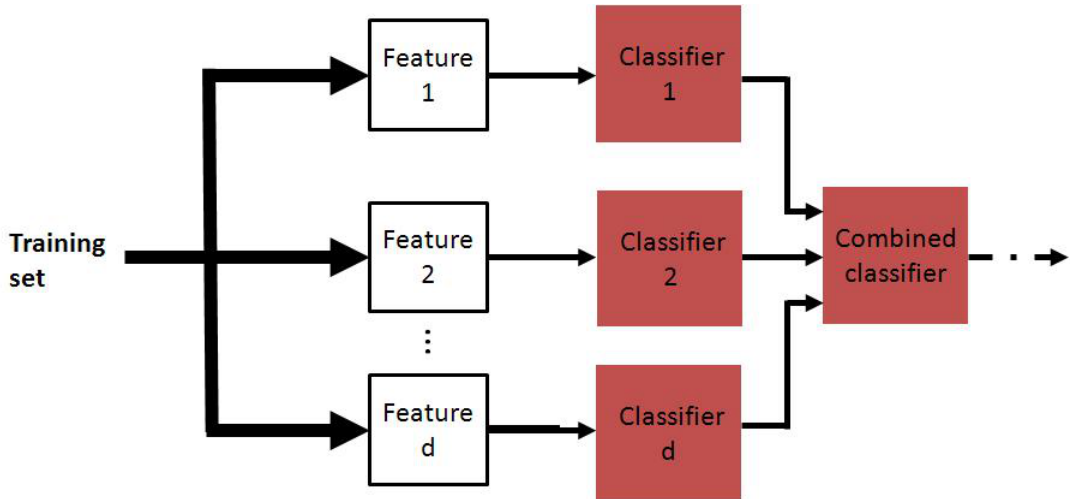 Training
set
Feature
1
Classifier
1
Feature
2
Classifier
2
Combined
classifier
⋮
Feature
d
Classifier
d